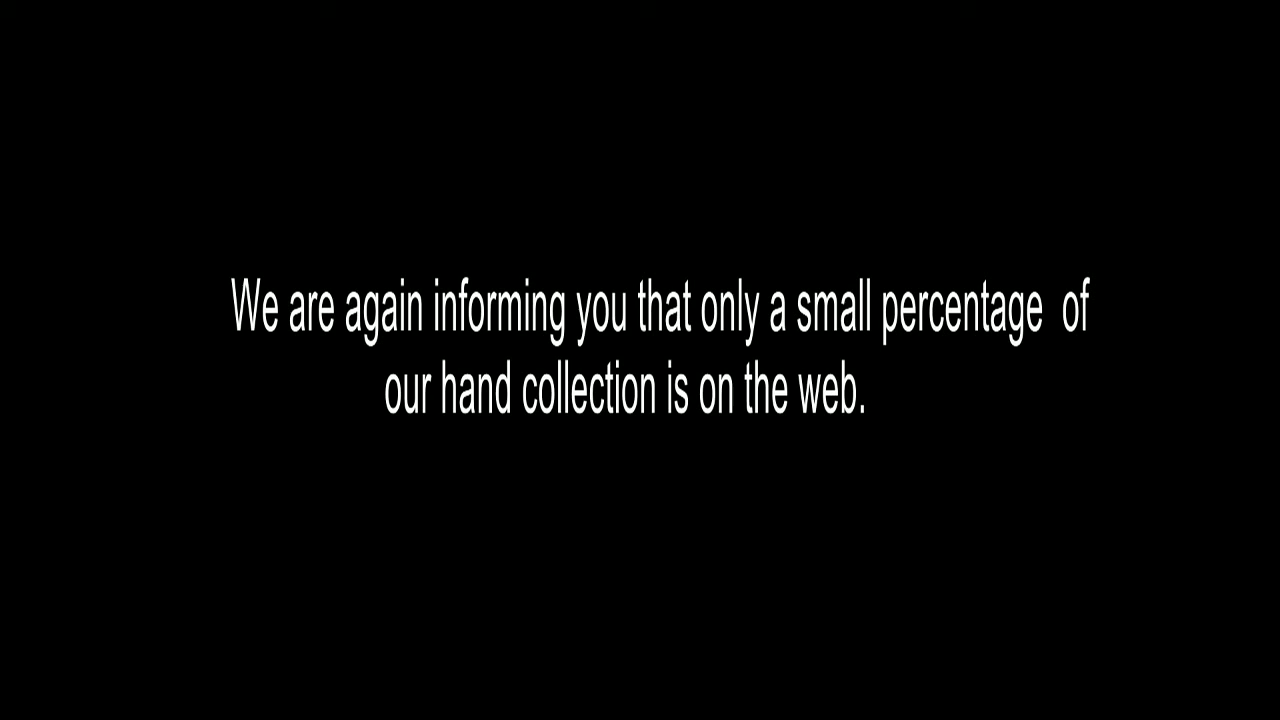 We are again informing you that only a small percentage  of
our hand collection is on the web.